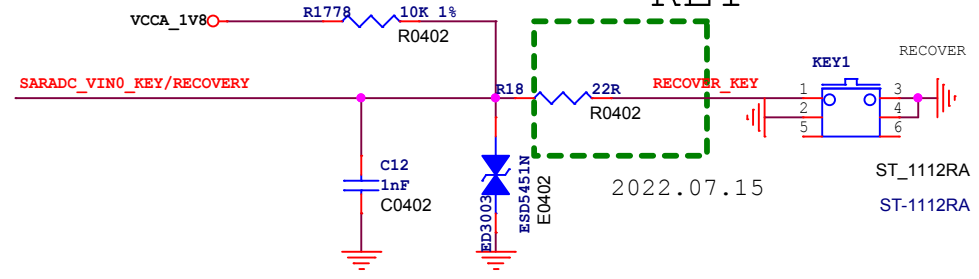 VCCA_1V8
R1778
10K 1%
R0402
SARADC_VIN0_KEY/RECOVERY
R18
22R
R0402
RECOVER_KEY
KEY1
RECOVER
1
2
5
3
4
6
C12
1nF
C0402
ED3003
ESD5451N
E0402
2022.07.15
ST_1112RA
ST-1112RA